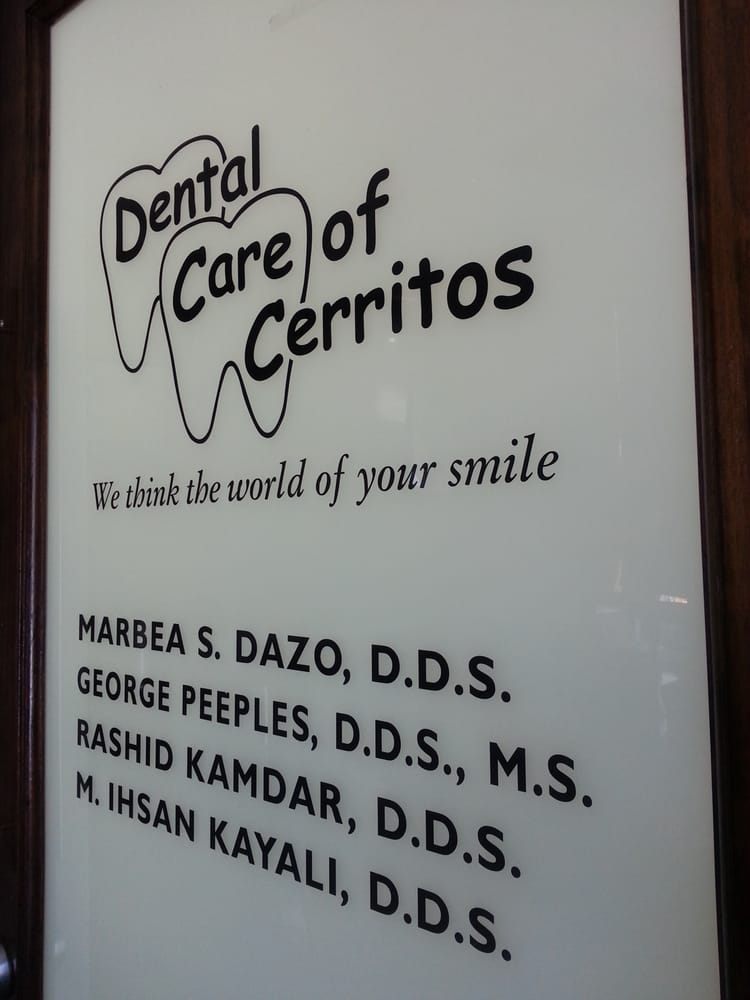 Dental
Care of
Cerritos
We think the world of your smile
MARBEA S. DAZO, D.D.S.
GEORGE PEEPLES, D.D.S., M.S.
RASHID KAMDAR, D.D.S.
M. IHSAN KAYALI, D.D.S.